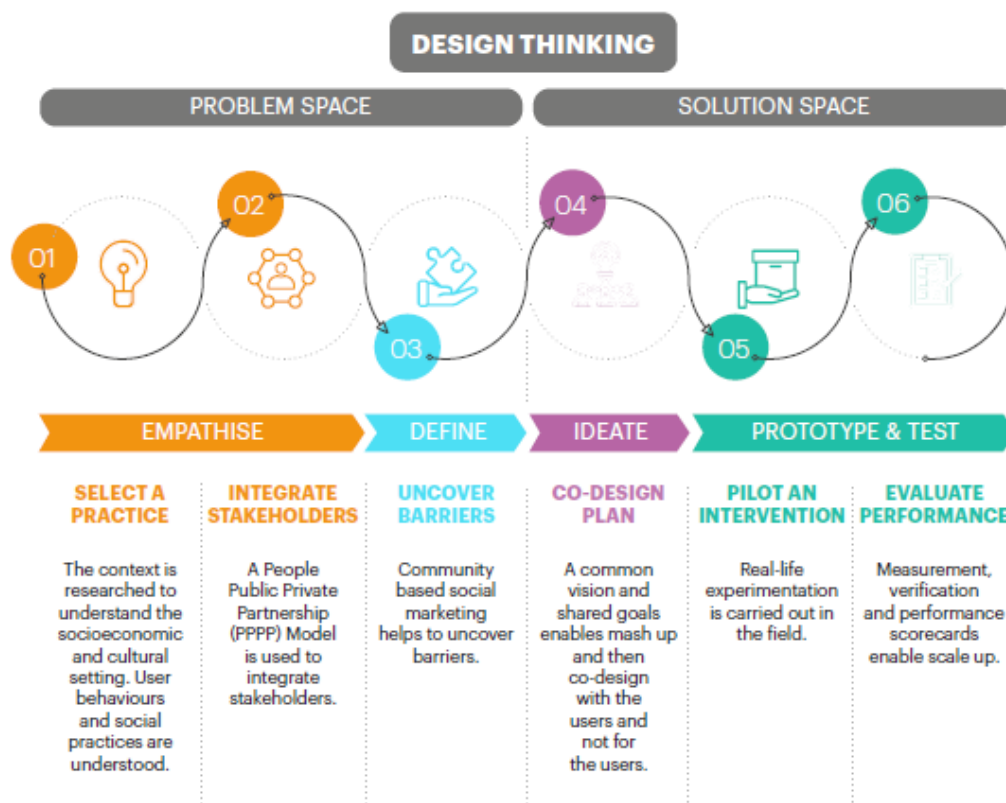 DESIGN THINKING
PROBLEM SPACE
SOLUTION SPACE
01
02
03
04
05
06
EMPATHISE
DEFINE
IDEATE
PROTOTYPE & TEST
SELECT A
PRACTICE
The context is
researched to
understand the
socioeconomic
and cultural
setting. User
behaviours
and social
practices are
understood.
INTEGRATE
STAKEHOLDERS
A People
Public Private
Partnership
(PPPP) Model
is used to
integrate
stakeholders.
UNCOVER
BARRIERS
Community
based social
marketing
helps to uncover
barriers.
CO-DESIGN
PLAN
A common
vision and
shared goals
enables mash up
and then
co-design
with the
users and
not for
the users.
PILOT AN
INTERVENTION
Real-life
experimentation
is carried out in
the field.
EVALUATE
PERFORMANCE
Measurement,
verification
and performance
scorecards
enable scale up.